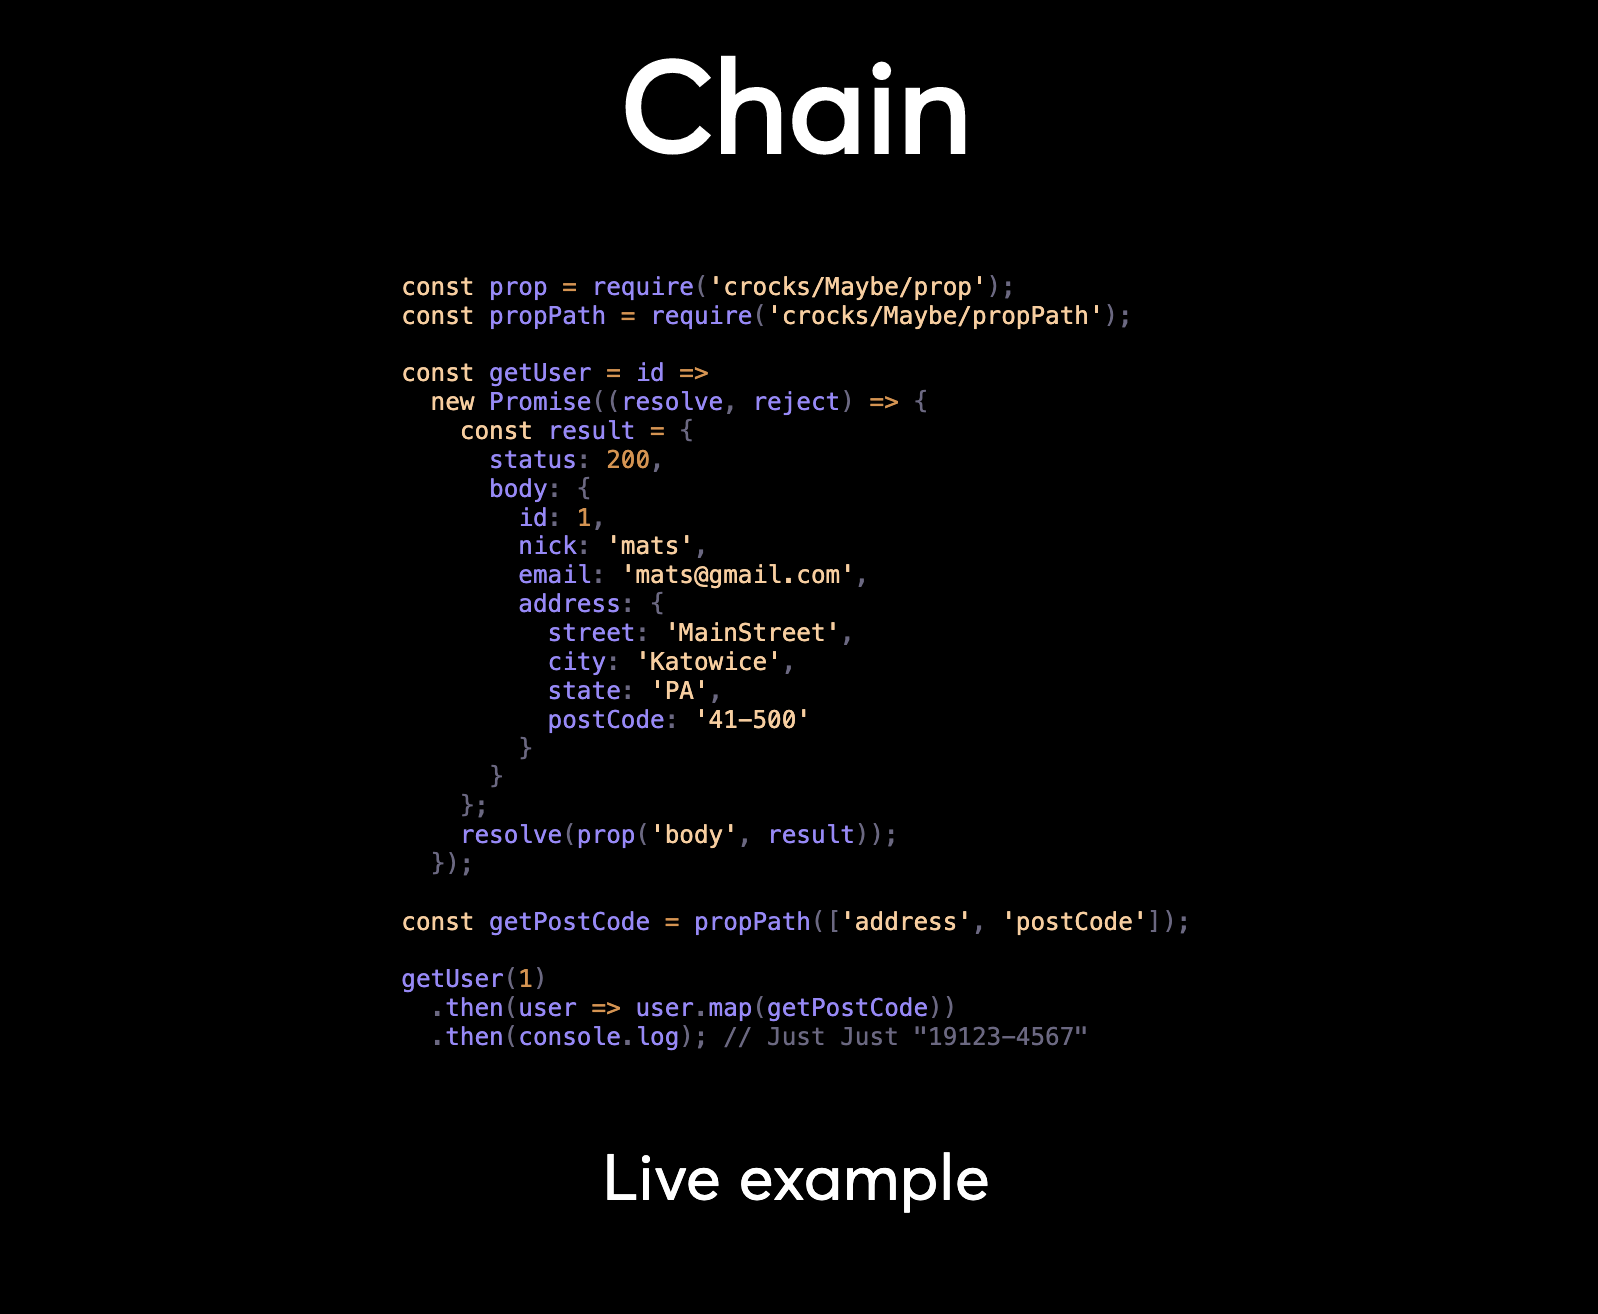 Chain
const prop = require('crocks/Maybe/prop');
const propPath = require('crocks/Maybe/propPath');
const getUser = id =>
  new Promise((resolve, reject) => {
    const result = {
      status: 200,
      body: {
        id: 1,
        nick: 'mats',
        email: 'mats@gmail.com',
        address: {
          street: 'MainStreet',
          city: 'Katowice',
          state: 'PA',
          postCode: '41-500'
        }
      }
    };
    resolve(prop('body', result));
  });
const getPostCode = propPath(['address', 'postCode']);
getUser(1)
  .then(user => user.map(getPostCode))
  .then(console.log); // Just Just "19123-4567"
Live example